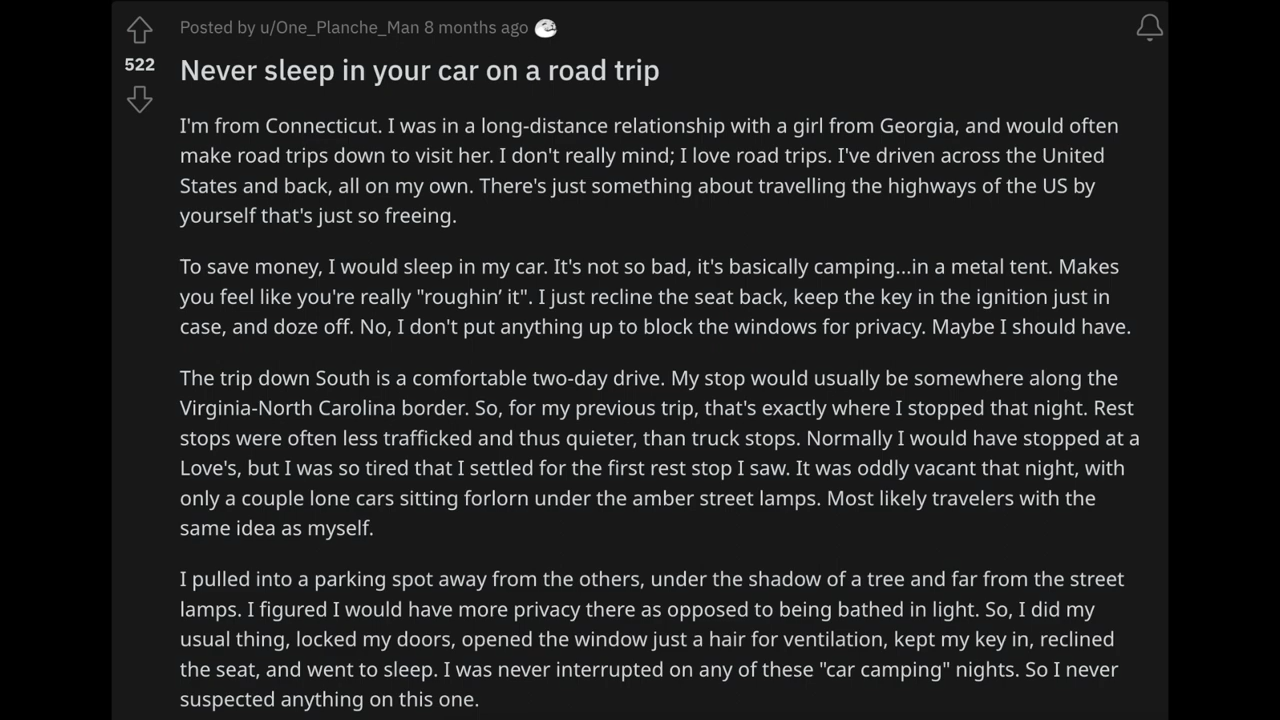 Posted by u/One_Planche_Man 8 months ago
522
Never sleep in your car on a road trip
I'm from Connecticut. I was in a long-distance relationship with a girl from Georgia, and would often
make road trips down to visit her. I don't really mind; I love road trips. I've driven across the United
States and back, all on my own. There's just something about travelling the highways of the US by
yourself that's just so freeing.
To save money, I would sleep in my car. It's not so bad, it's basically camping...in a metal tent. Makes
you feel like you're really "roughin’ it". I just recline the seat back, keep the key in the ignition just in
case, and doze off. No, I don't put anything up to block the windows for privacy. Maybe I should have.
The trip down South is a comfortable two-day drive. My stop would usually be somewhere along the
Virginia-North Carolina border. So, for my previous trip, that's exactly where I stopped that night. Rest
stops were often less trafficked and thus quieter, than truck stops. Normally I would have stopped at a
Love's, but I was so tired that I settled for the first rest stop I saw. It was oddly vacant that night, with
only a couple lone cars sitting forlorn under the amber street lamps. Most likely travelers with the
same idea as myself.
I pulled into a parking spot away from the others, under the shadow of a tree and far from the street
lamps. I figured I would have more privacy there as opposed to being bathed in light. So, I did my
usual thing, locked my doors, opened the window just a hair for ventilation, kept my key in, reclined
the seat, and went to sleep. I was never interrupted on any of these "car camping" nights. So I never
suspected anything on this one.